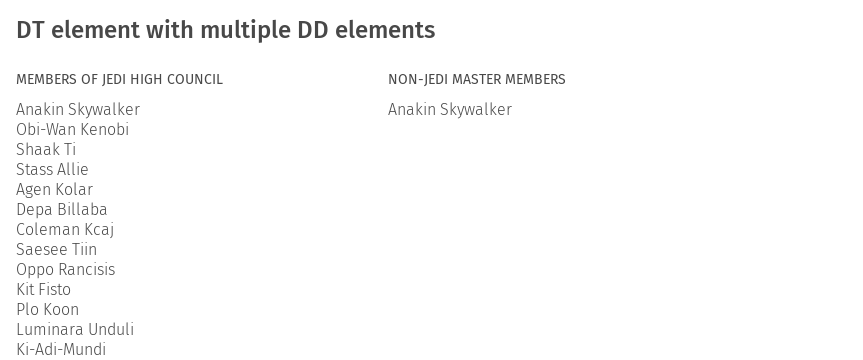 DT element with multiple DD elements
MEMBERS OF JEDI HIGH COUNCIL
Anakin Skywalker
Obi-Wan Kenobi
Shaak Ti
Stass Allie
Agen Kolar
Depa Billaba
Coleman Kcaj
Saesee Tiin
Oppo Rancisis
Kit Fisto
Plo Koon
Luminara Unduli
Ki-Adi-Mundi
NON-JEDI MASTER MEMBERS
Anakin Skywalker